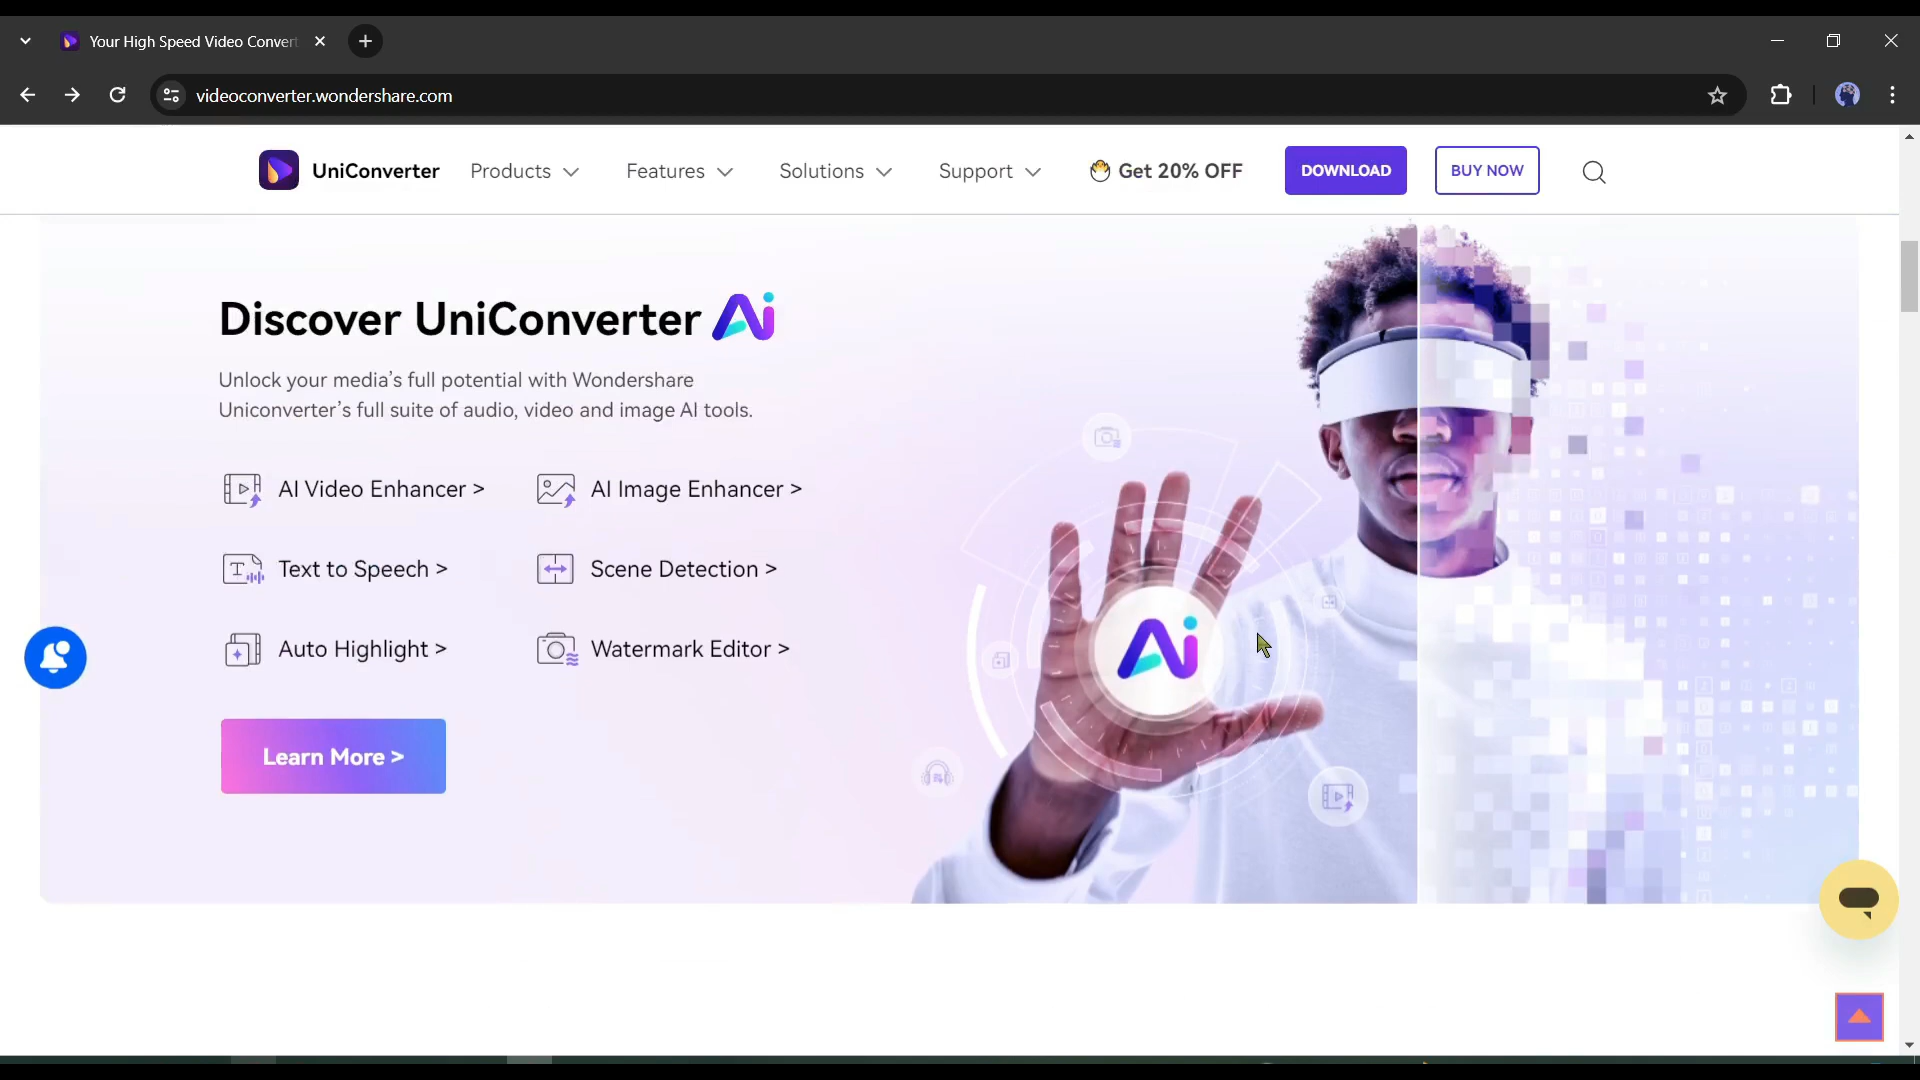 Your High Speed Video Convert
videoconverter.wondershare.com
UniConverter
Products
Features
Solutions
Support
Get 20% OFF
DOWNLOAD
BUY NOW
Discover UniConverter Ai
Unlock your media's full potential with Wondershare
Uniconverter's full suite of audio, video and image AI tools.
AI Video Enhancer >
AI Image Enhancer >
Text to Speech >
Scene Detection >
Auto Highlight >
Watermark Editor >
Ai
Learn More >